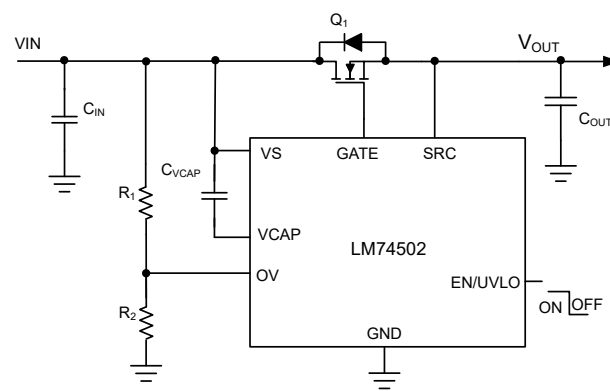 Q1
VIN
VOUT
CIN
COUT
VS
GATE
SRC
CVCAP
R1
VCAP
LM74502
OV
EN/UVLO
ON
OFF
R2
GND